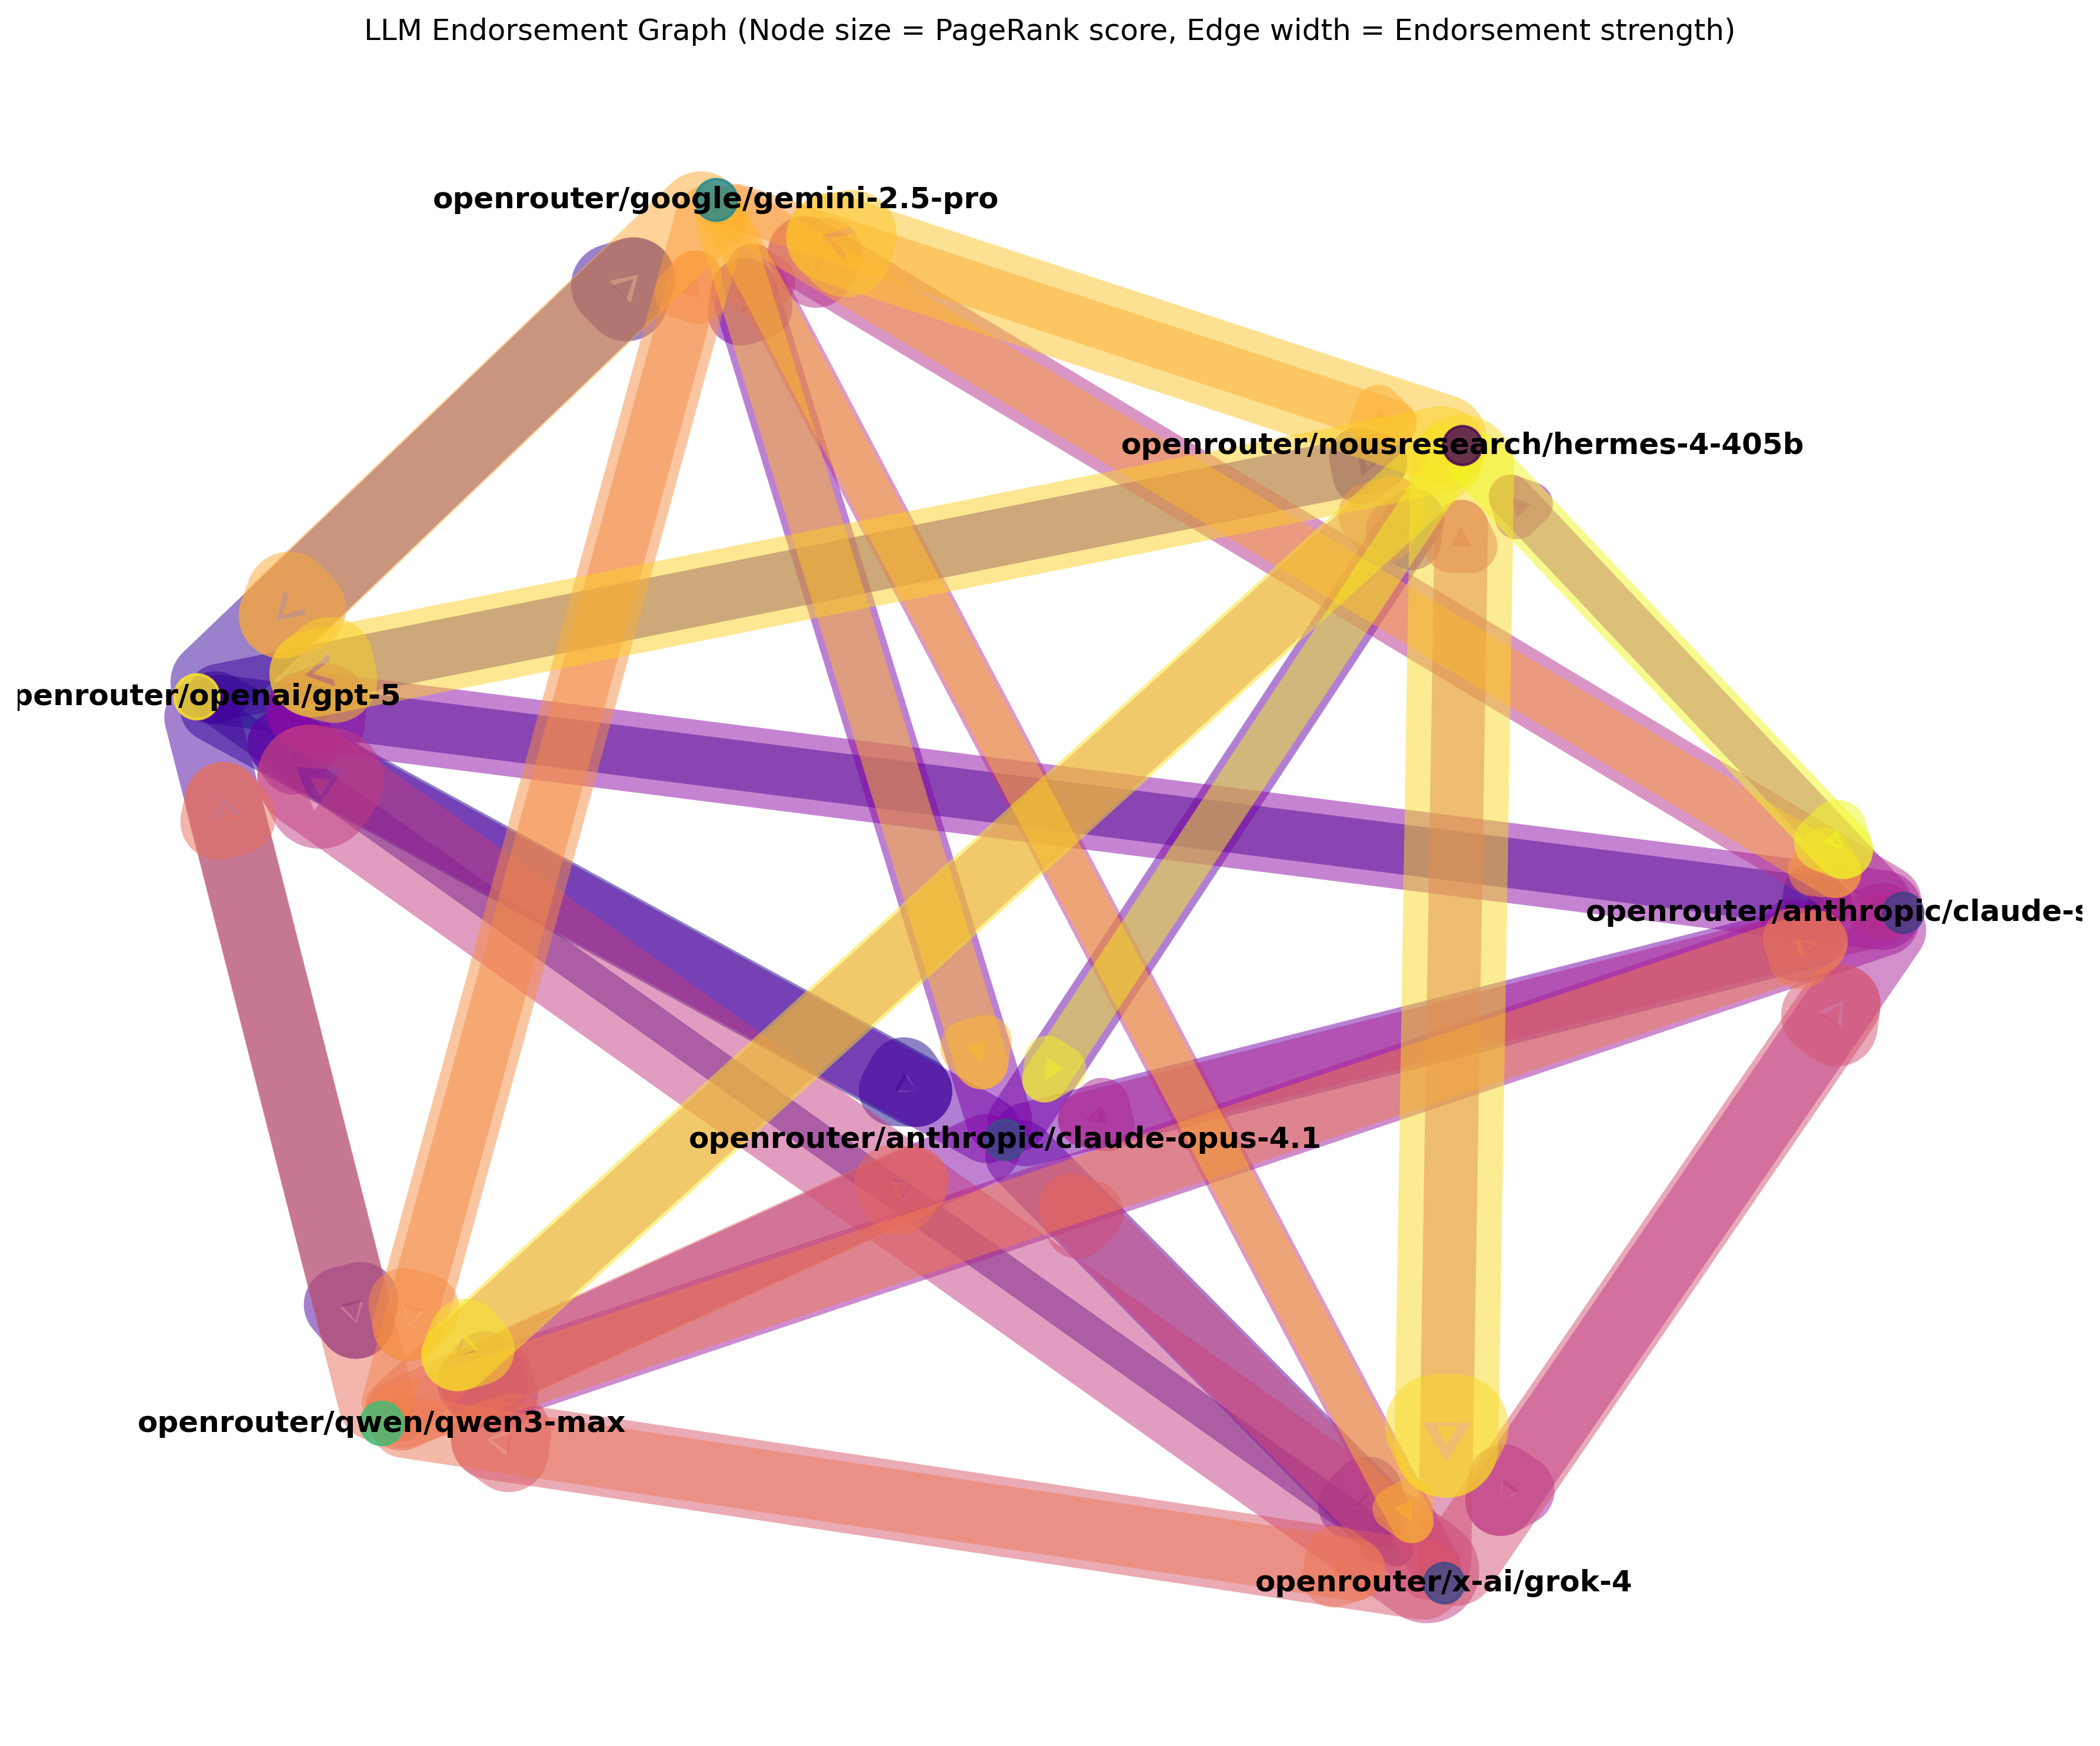 LLM Endorsement Graph (Node size = PageRank score, Edge width = Endorsement strength)
openrouter/google/gemini-2.5-pro
openrouter/nousresearch/hermes-4-405b
penrouter/openai/gpt-5
openrouter/anthropic/claude-s
openrouter/anthropic/claude-opus-4.1
openrouter/qwen/qwen3-max
openrouter/x-ai/grok-4